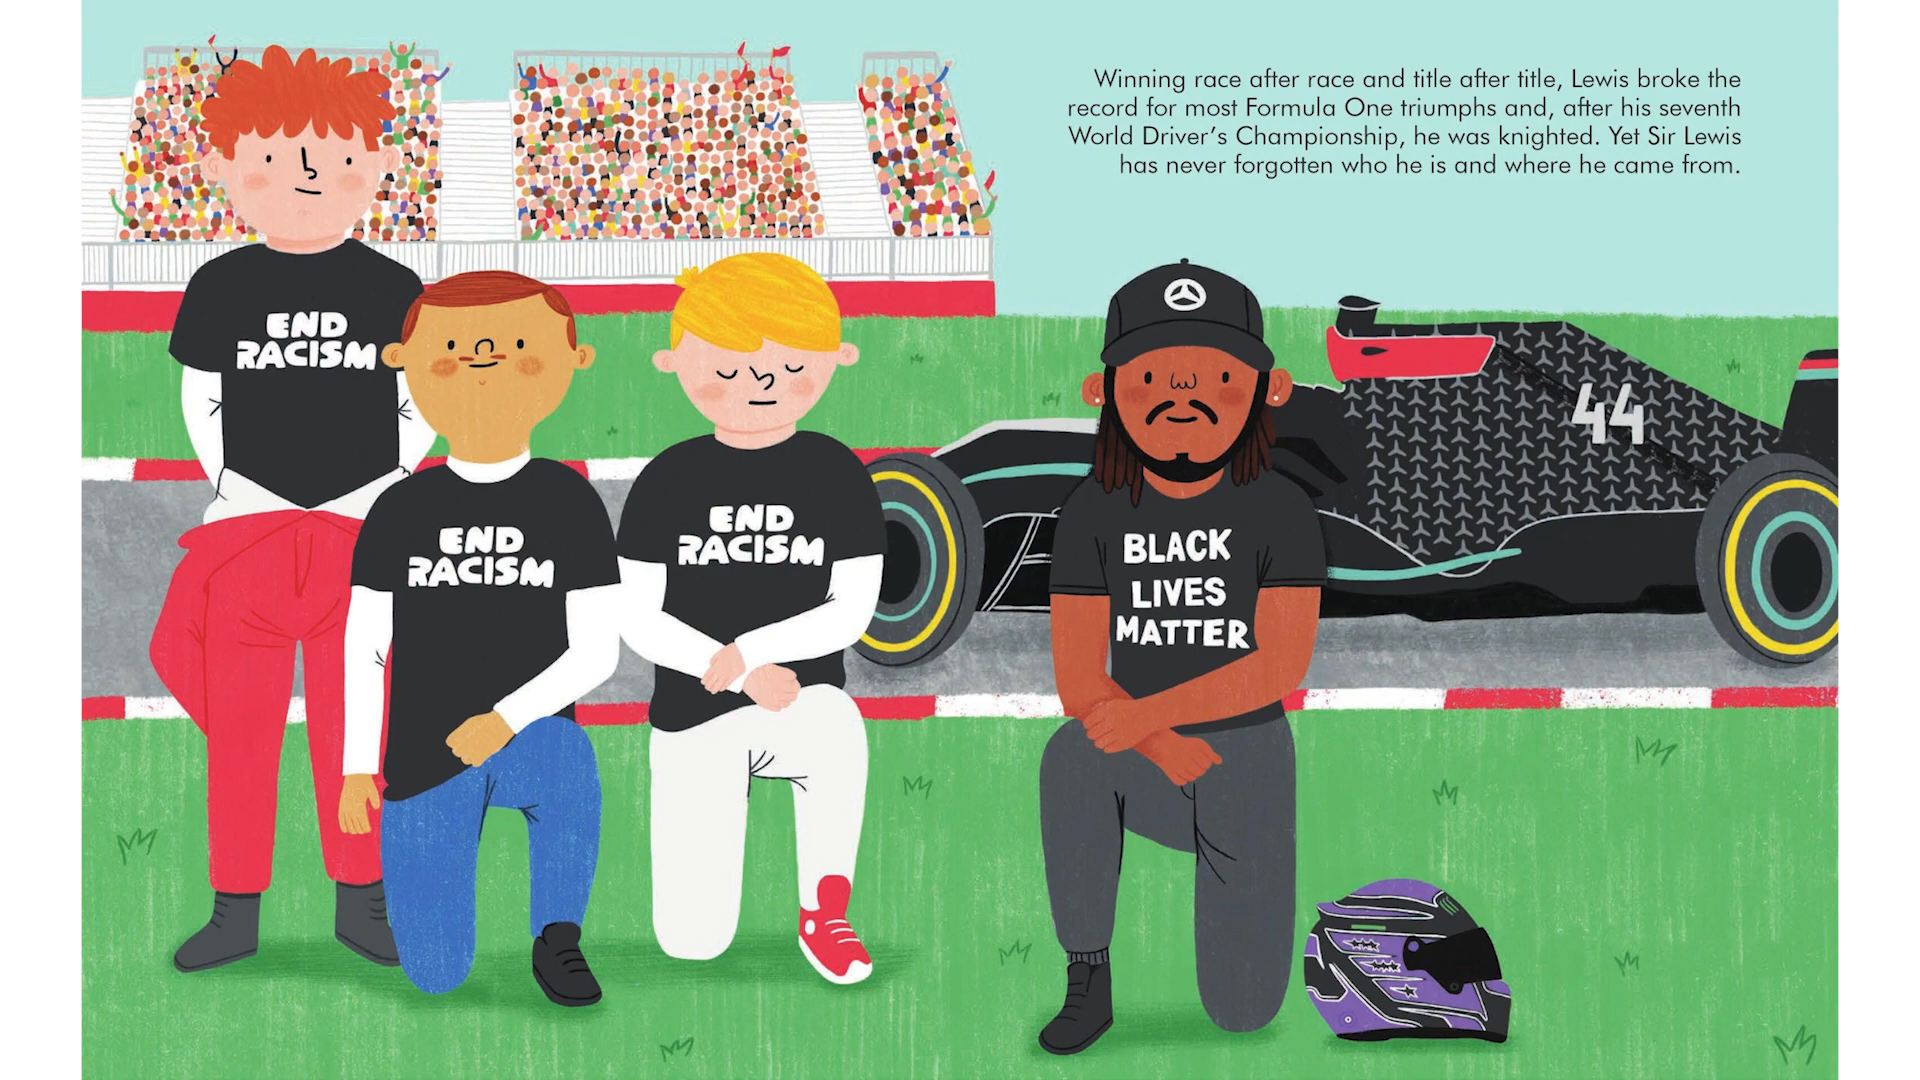 Winning race after race and title after title, Lewis broke the
record for most Formula One triumphs and, after his seventh
World Driver's Championship, he was knighted. Yet Sir Lewis
has never forgotten who he is and where he came from.
END
RACISM
END
RACISM
END
RACISM
BLACK
LIVES
MATTER
44